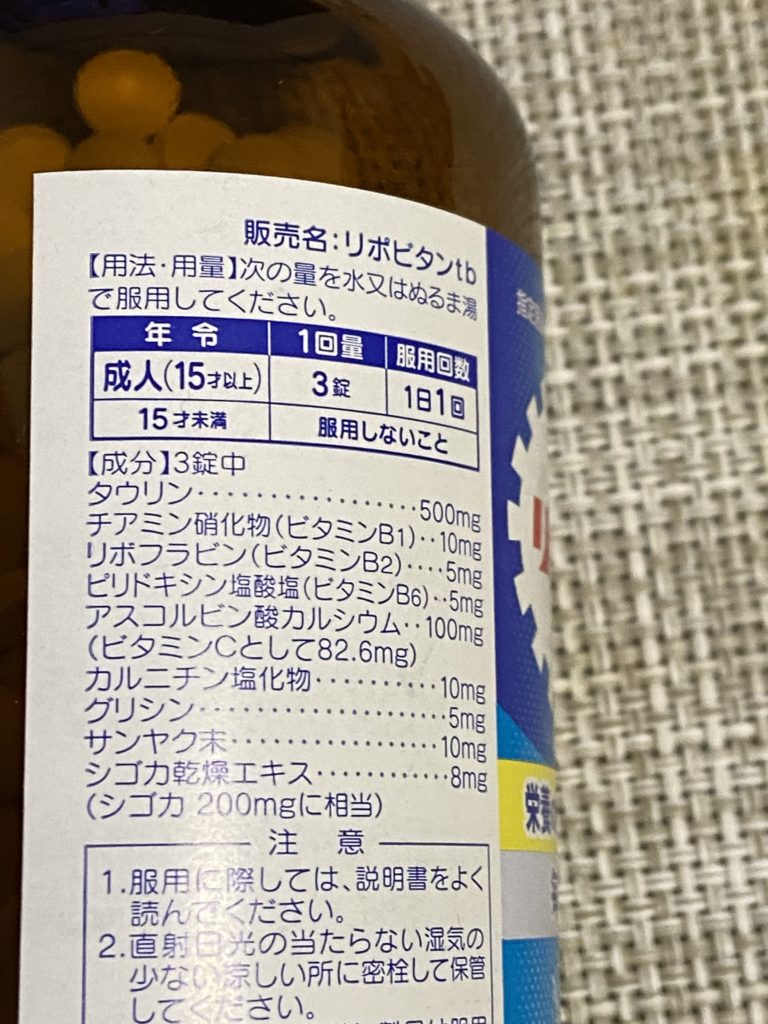 販売名：リポビタンtb
【用法・用量】次の量を水又はぬるま湯
で服用してください。
年令 1回量 服用回数
成人（15才以上） 3錠 1日1回
15才未満 服用しないこと
【成分】3錠中
タウリン‥‥‥‥‥‥‥‥500mg
チアミン硝化物（ビタミンB1）‥10mg
リボフラビン（ビタミンB2）‥‥5mg
ピリドキシン塩酸塩（ビタミンB6）‥5mg
アスコルビン酸カルシウム‥100mg
（ビタミンCとして82.6mg）
カルニチン塩化物‥‥‥‥‥10mg
グリシン‥‥‥‥‥‥‥‥‥5mg
サンヤク末‥‥‥‥‥‥‥‥10mg
シゴカ乾燥エキス‥‥‥‥‥8mg
（シゴカ 200mgに相当）
注意
1.服用に際しては、説明書をよく
読んでください。
2.直射日光の当たらない湿気の
少ない涼しい所に密栓して保管
してください。
栄養